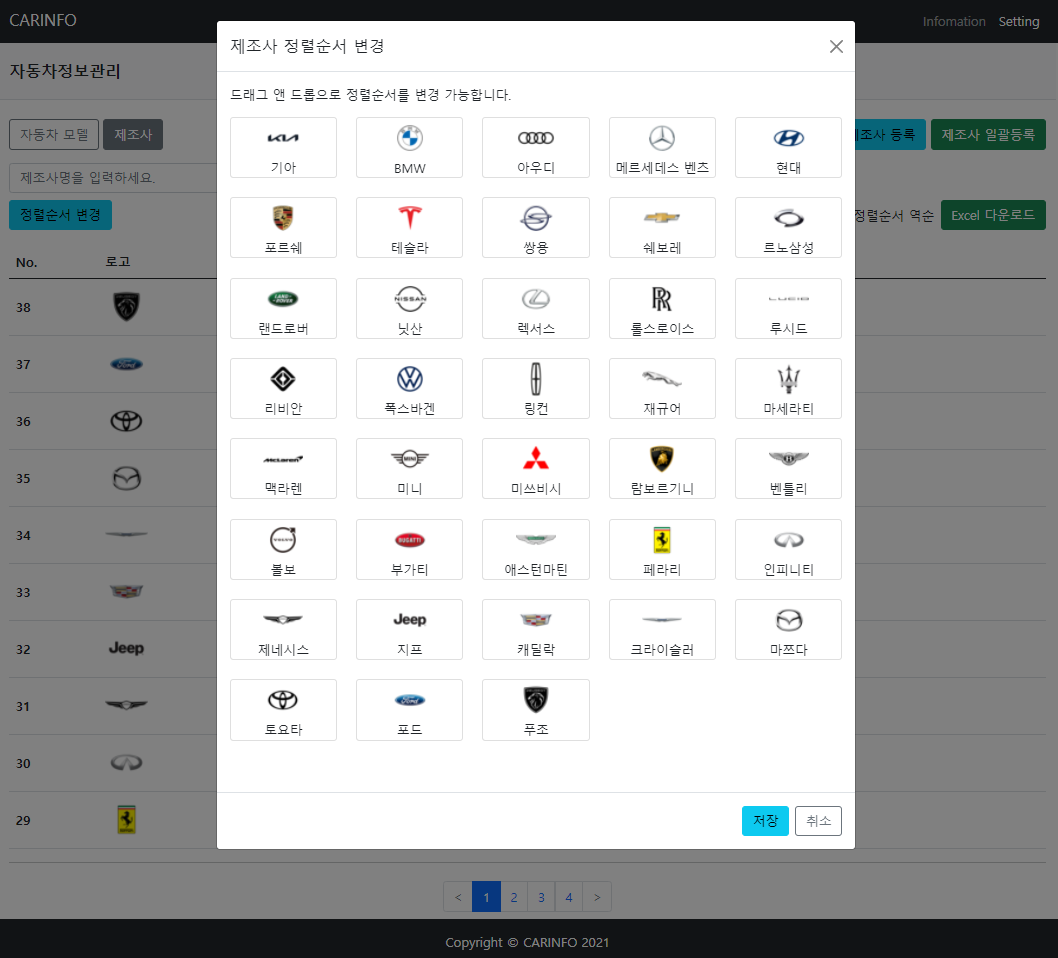 CARINFO
Infomation Setting
자동차정보관리
자동차 모델 제조사
조사 등록 제조사 일괄등록
제조사명을 입력하세요.
정렬순서 변경
정렬순서 역순 Excel 다운로드
No. 로고
38
37
36
35
34
33
32 Jeep
31
30
29
제조사 정렬순서 변경
드래그 앤 드롭으로 정렬순서를 변경 가능합니다.
기아 BMW 아우디 메르세데스 벤츠 현대
포르쉐 테슬라 쌍용 쉐보레 르노삼성
LAND ROVER NISSAN LUCID
랜드로버 닛산 렉서스 롤스로이스 루시드
리비안 폭스바겐 링컨 재규어 마세라티
McLaren MINI
맥라렌 미니 미쓰비시 람보르기니 벤틀리
VOLVO BUGATTI
볼보 부가티 애스턴마틴 페라리 인피니티
Jeep
제네시스 지프 캐딜락 크라이슬러 마쯔다
Ford
토요타 포드 푸조
저장 취소
< 1 2 3 4 >
Copyright © CARINFO 2021